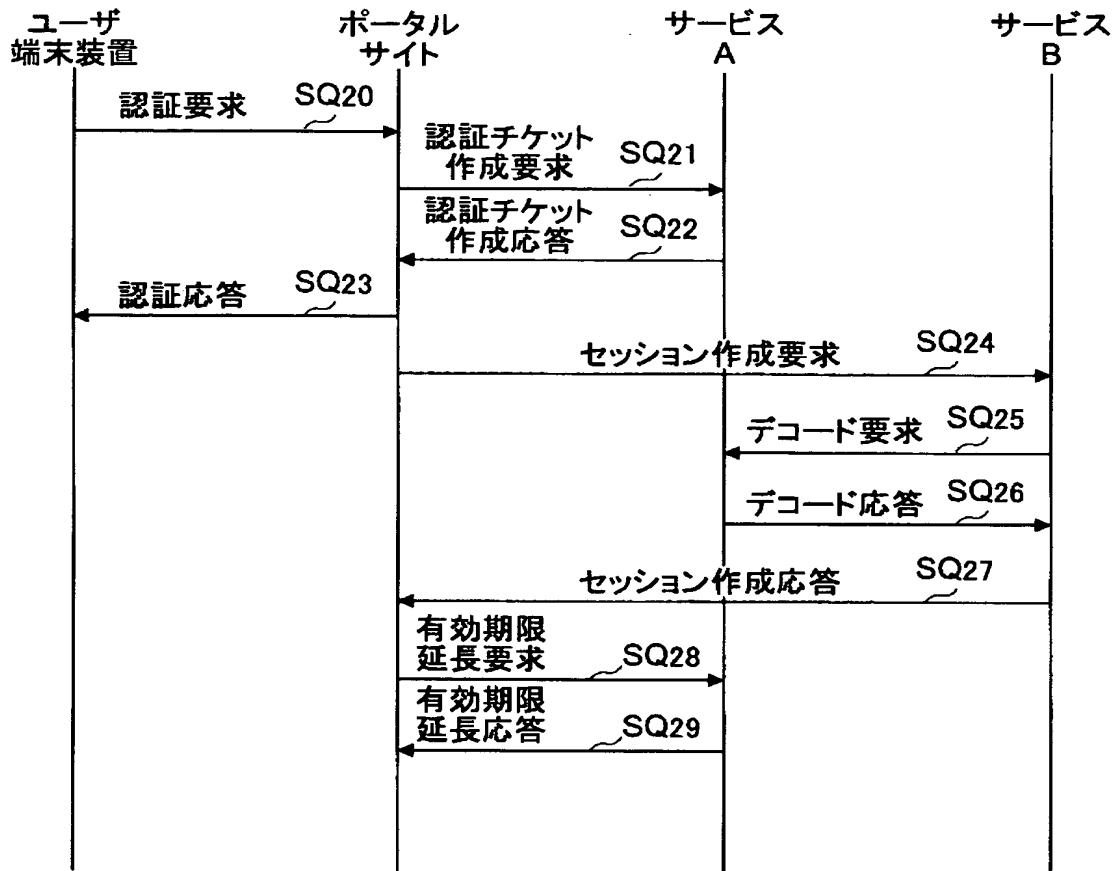 ユーザ
端末装置
ポータル
サイト
サービス
A
サービス
B
認証要求
SQ20
認証チケット
作成要求
SQ21
認証チケット
作成応答
SQ22
認証応答
SQ23
セッション作成要求
SQ24
デコード要求
SQ25
デコード応答
SQ26
セッション作成応答
SQ27
有効期限
延長要求
SQ28
有効期限
延長応答
SQ29